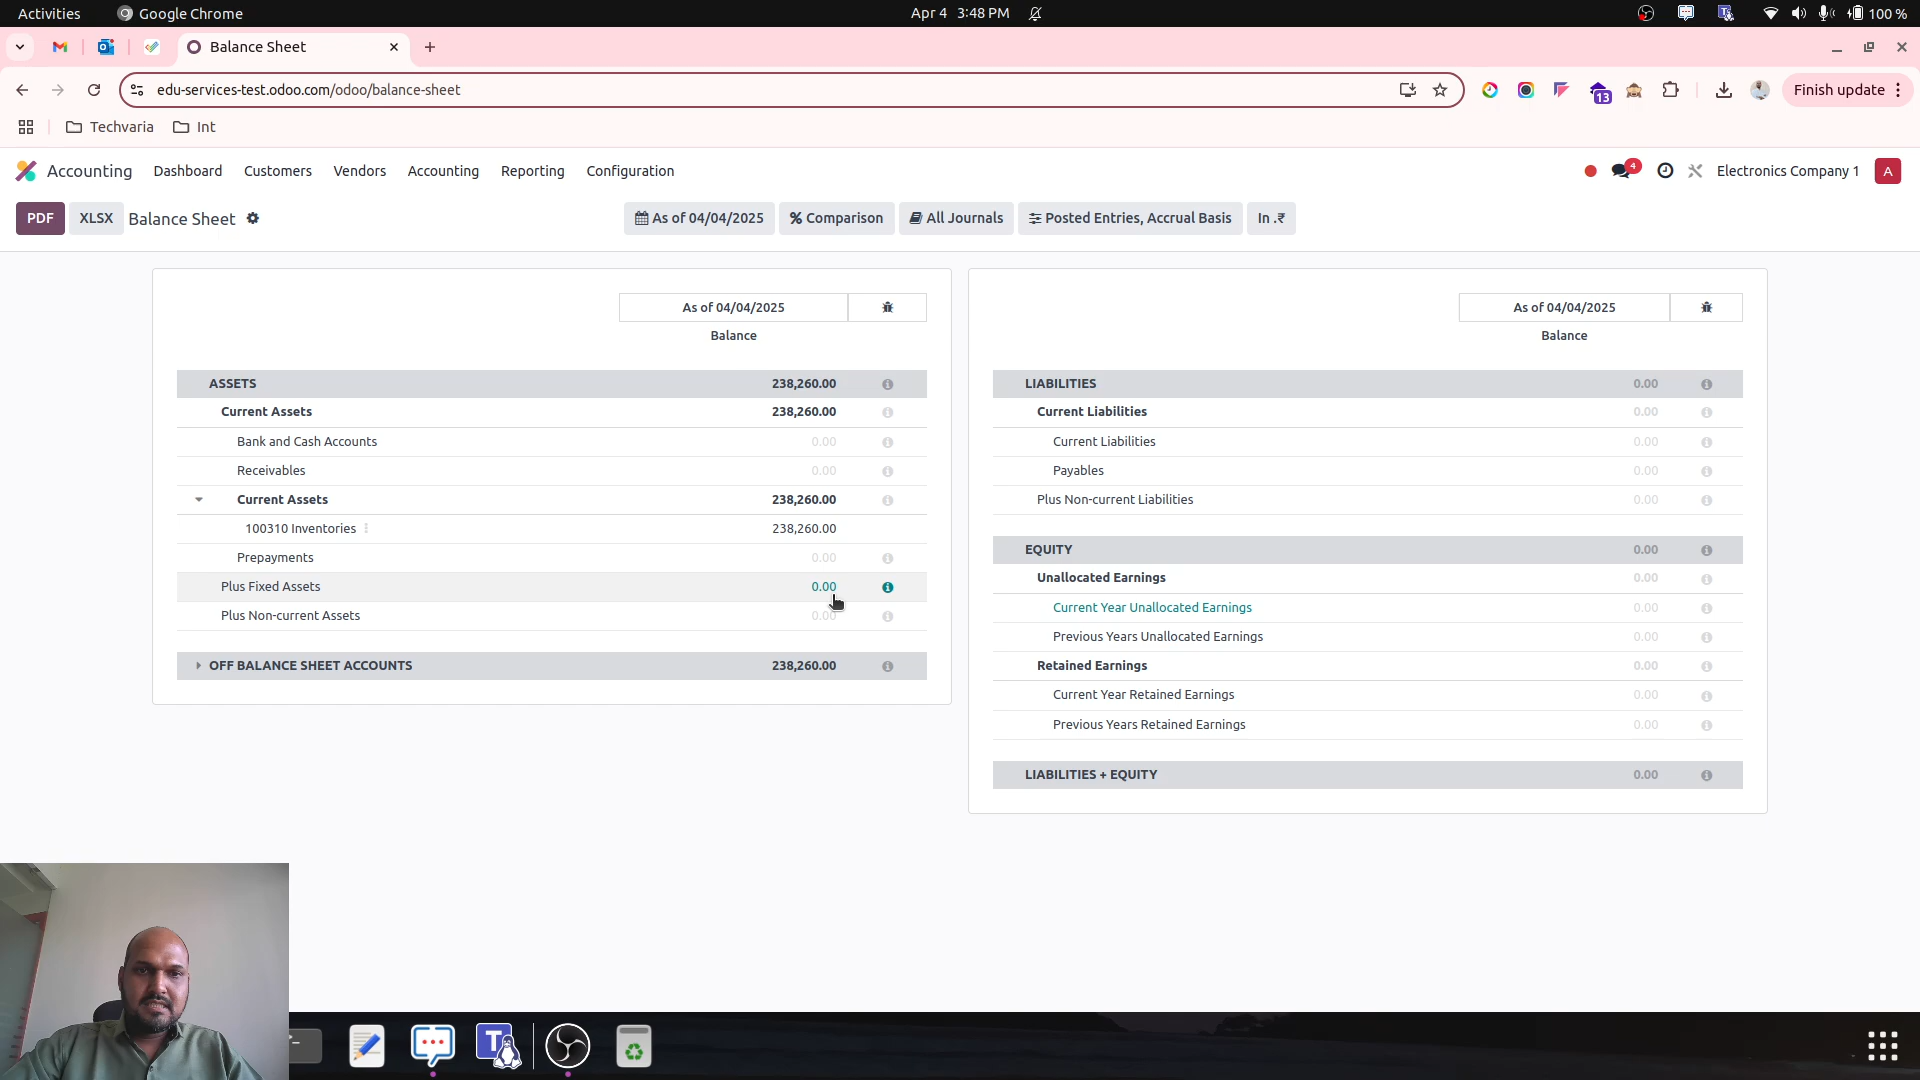 Activities
Google Chrome
Apr 4 3:48 PM
100 %
Balance Sheet
edu-services-test.odoo.com/odoo/balance-sheet
13
Finish update
Techvaria
Int
Accounting
Dashboard
Customers
Vendors
Accounting
Reporting
Configuration
4
Electronics Company 1
A
PDF
XLSX
Balance Sheet
As of 04/04/2025
Comparison
All Journals
Posted Entries, Accrual Basis
In .₹
As of 04/04/2025
Balance
ASSETS 238,260.00
Current Assets 238,260.00
Bank and Cash Accounts 0.00
Receivables 0.00
Current Assets 238,260.00
100310 Inventories 238,260.00
Prepayments 0.00
Plus Fixed Assets 0.00
Plus Non-current Assets 0.00
OFF BALANCE SHEET ACCOUNTS 238,260.00
As of 04/04/2025
Balance
LIABILITIES 0.00
Current Liabilities 0.00
Current Liabilities 0.00
Payables 0.00
Plus Non-current Liabilities 0.00
EQUITY 0.00
Unallocated Earnings 0.00
Current Year Unallocated Earnings 0.00
Previous Years Unallocated Earnings 0.00
Retained Earnings 0.00
Current Year Retained Earnings 0.00
Previous Years Retained Earnings 0.00
LIABILITIES + EQUITY 0.00
T